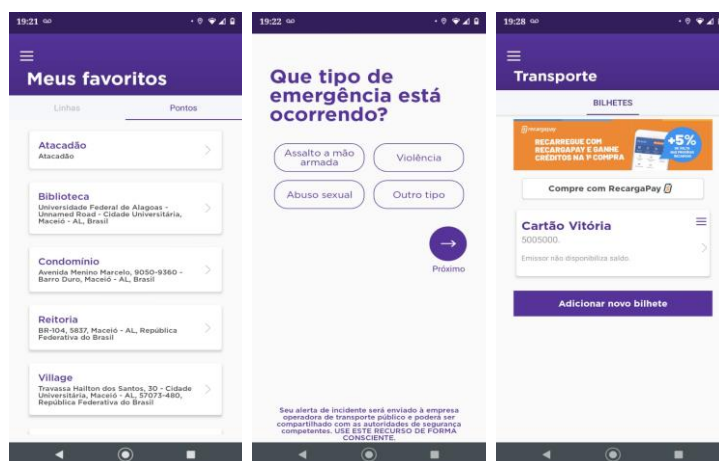 19:21
Meus favoritos
Linhas
Pontos
Atacadão
Atacadão
Biblioteca
Universidade Federal de Alagoas -
Unnamed Road - Cidade Universitária,
Maceió - AL, Brasil
Condomínio
Avenida Menino Marcelo, 9050-9360 -
Barro Duro, Maceió - AL, Brasil
Reitoria
BR-104, 5837, Maceió - AL, República
Federativa do Brasil
Village
Travassa Hailton dos Santos, 30 - Cidade
Universitária, Maceió - AL, 57073-480,
República Federativa do Brasil
19:22
Que tipo de
emergência está
ocorrendo?
Assalto a mão
armada
Violência
Abuso sexual
Outro tipo
Próximo
Seu alerta de incidente será enviado à empresa
operadora de transporte público e poderá ser
compartilhado com as autoridades de segurança
competentes. USE ESTE RECURSO DE FORMA
CONSCIENTE.
19:28
Transporte
BILHETES
recargapay
RECARREGUE COM
RECARGAPAY E GANHE
CRÉDITOS NA 1ª COMPRA
+5%
Compre com RecargaPay
Cartão Vitória
5005000.
Emissor não disponibiliza saldo.
Adicionar novo bilhete